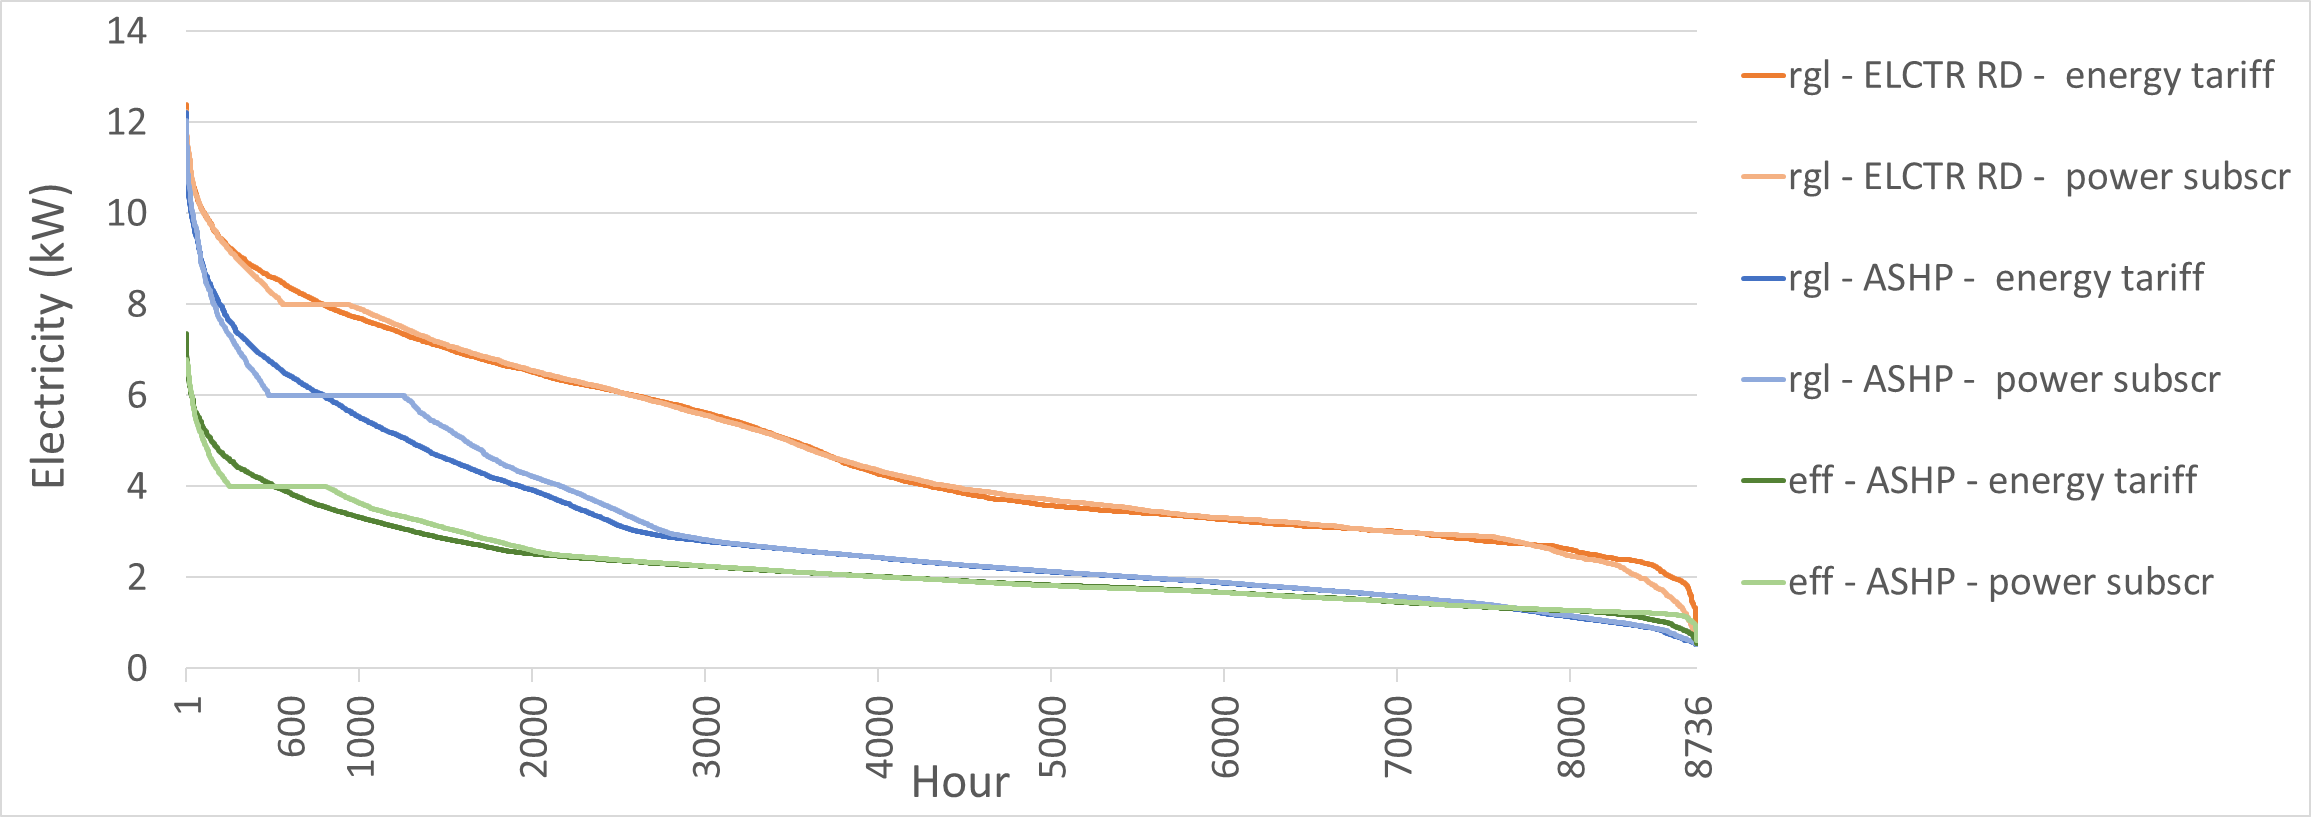 14
12
10
8
6
4
2
0
Electricity (kW)
1
600
1000
2000
3000
4000
5000
6000
7000
8000
8736
Hour
rgl - ELCTR RD -  energy tariff
rgl - ELCTR RD -  power subscr
rgl - ASHP -  energy tariff
rgl - ASHP -  power subscr
eff - ASHP - energy tariff
eff - ASHP - power subscr